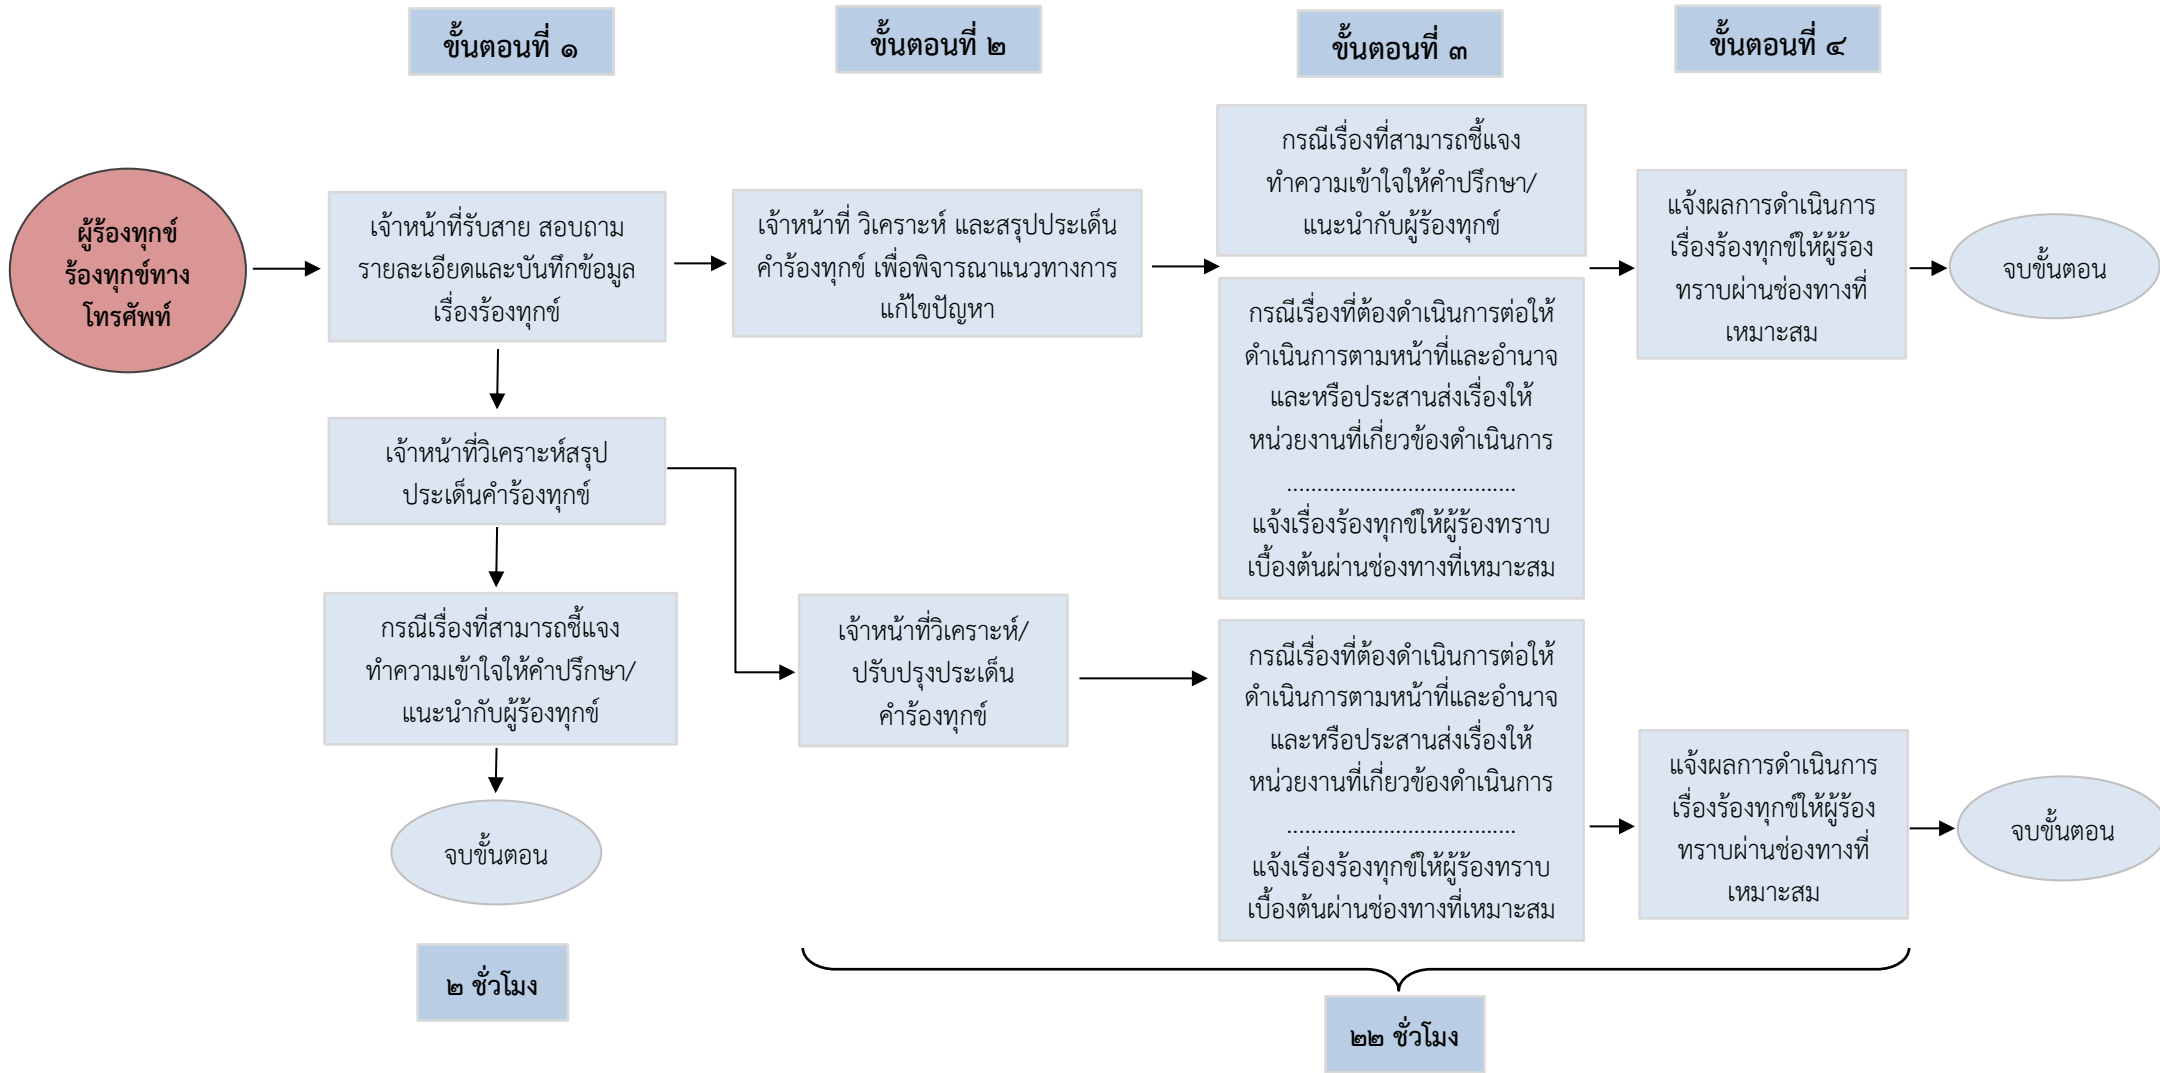 ขั้นตอนที่ ๑
ขั้นตอนที่ ๒
ขั้นตอนที่ ๓
ขั้นตอนที่ ๔
ผู้ร้องทุกข์
ร้องทุกข์ทาง
โทรศัพท์
เจ้าหน้าที่รับสาย สอบถาม
รายละเอียดและบันทึกข้อมูล
เรื่องร้องทุกข์
เจ้าหน้าที่ วิเคราะห์ และสรุปประเด็น
คำร้องทุกข์ เพื่อพิจารณาแนวทางการ
แก้ไขปัญหา
กรณีเรื่องที่สามารถชี้แจง
ทำความเข้าใจให้คำปรึกษา/
แนะนำกับผู้ร้องทุกข์
กรณีเรื่องที่ต้องดำเนินการต่อให้
ดำเนินการตามหน้าที่และอำนาจ
และหรือประสานส่งเรื่องให้
หน่วยงานที่เกี่ยวข้องดำเนินการ
......................................
แจ้งเรื่องร้องทุกข์ให้ผู้ร้องทราบ
เบื้องต้นผ่านช่องทางที่เหมาะสม
แจ้งผลการดำเนินการ
เรื่องร้องทุกข์ให้ผู้ร้อง
ทราบผ่านช่องทางที่
เหมาะสม
จบขั้นตอน
เจ้าหน้าที่วิเคราะห์สรุป
ประเด็นคำร้องทุกข์
กรณีเรื่องที่สามารถชี้แจง
ทำความเข้าใจให้คำปรึกษา/
แนะนำกับผู้ร้องทุกข์
จบขั้นตอน
เจ้าหน้าที่วิเคราะห์/
ปรับปรุงประเด็น
คำร้องทุกข์
กรณีเรื่องที่ต้องดำเนินการต่อให้
ดำเนินการตามหน้าที่และอำนาจ
และหรือประสานส่งเรื่องให้
หน่วยงานที่เกี่ยวข้องดำเนินการ
......................................
แจ้งเรื่องร้องทุกข์ให้ผู้ร้องทราบ
เบื้องต้นผ่านช่องทางที่เหมาะสม
แจ้งผลการดำเนินการ
เรื่องร้องทุกข์ให้ผู้ร้อง
ทราบผ่านช่องทางที่
เหมาะสม
จบขั้นตอน
๒ ชั่วโมง
๒๒ ชั่วโมง